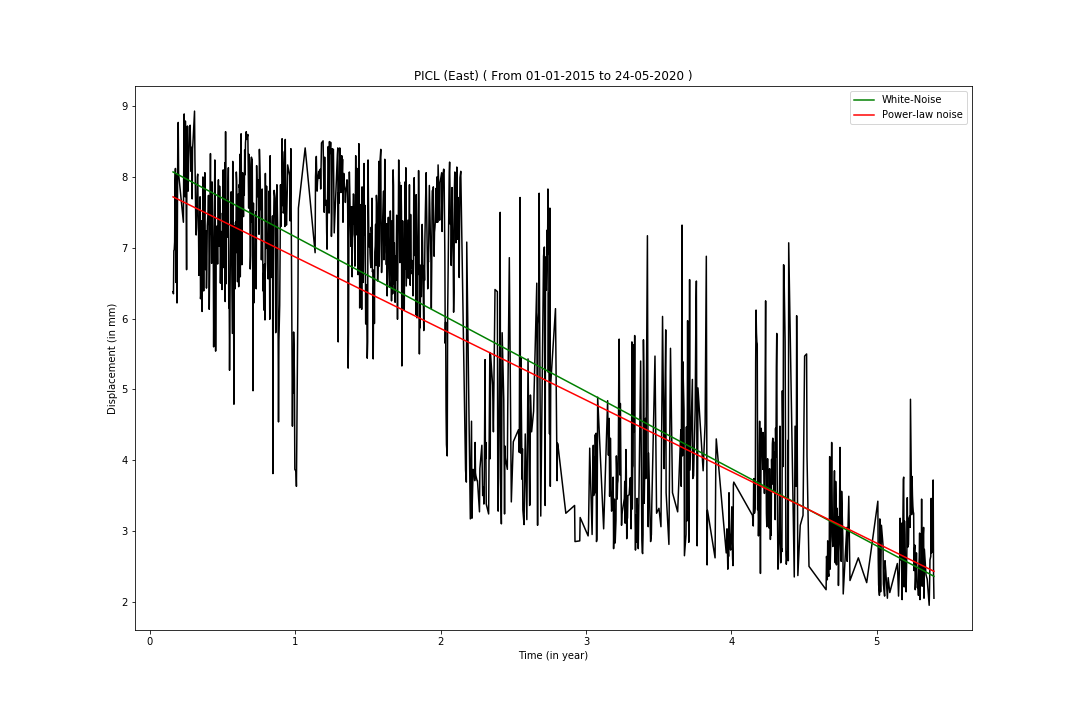 PICL (East) ( From 01-01-2015 to 24-05-2020 )
White-Noise
Power-law noise
9
8
7
6
5
4
3
2
Displacement (in mm)
0 1 2 3 4 5
Time (in year)